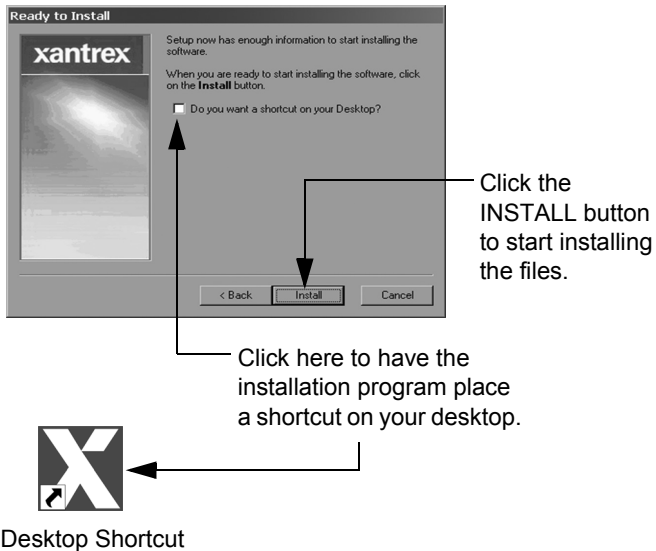 Ready to Install
xantrex
Setup now has enough information to start installing the
software.
When you are ready to start installing the software, click
on the Install button.
Do you want a shortcut on your Desktop?
< Back
Install
Cancel
Click the
INSTALL button
to start installing
the files.
Click here to have the
installation program place
a shortcut on your desktop.
X
Desktop Shortcut